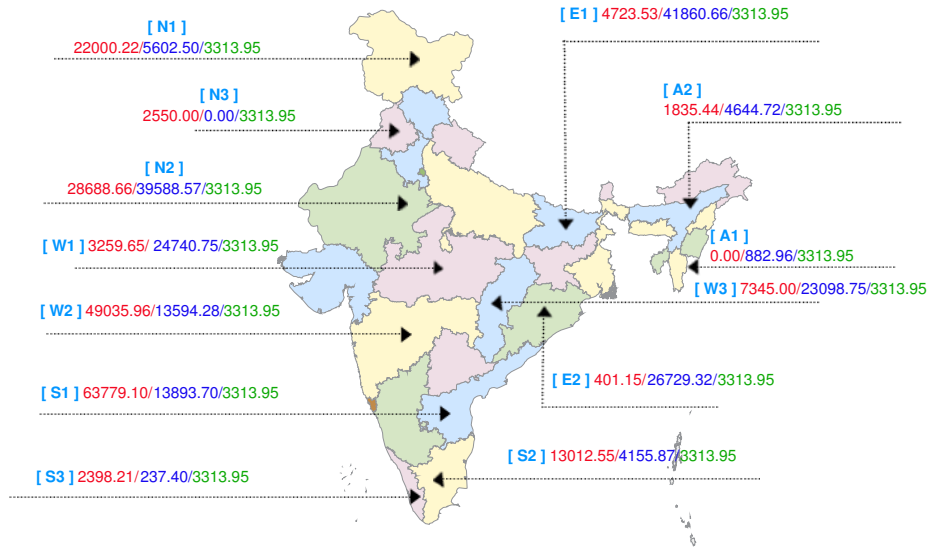 [ N1 ]
22000.22/5602.50/3313.95
[ E1 ] 4723.53/41860.66/3313.95
[ N3 ]
2550.00/0.00/3313.95
[ A2 ]
1835.44/4644.72/3313.95
[ N2 ]
28688.66/39588.57/3313.95
[ W1 ] 3259.65/ 24740.75/3313.95
[ A1 ]
0.00/882.96/3313.95
[ W3 ] 7345.00/23098.75/3313.95
[ W2 ] 49035.96/13594.28/3313.95
[ E2 ] 401.15/26729.32/3313.95
[ S1 ] 63779.10/13893.70/3313.95
[ S2 ] 13012.55/4155.87/3313.95
[ S3 ] 2398.21/237.40/3313.95